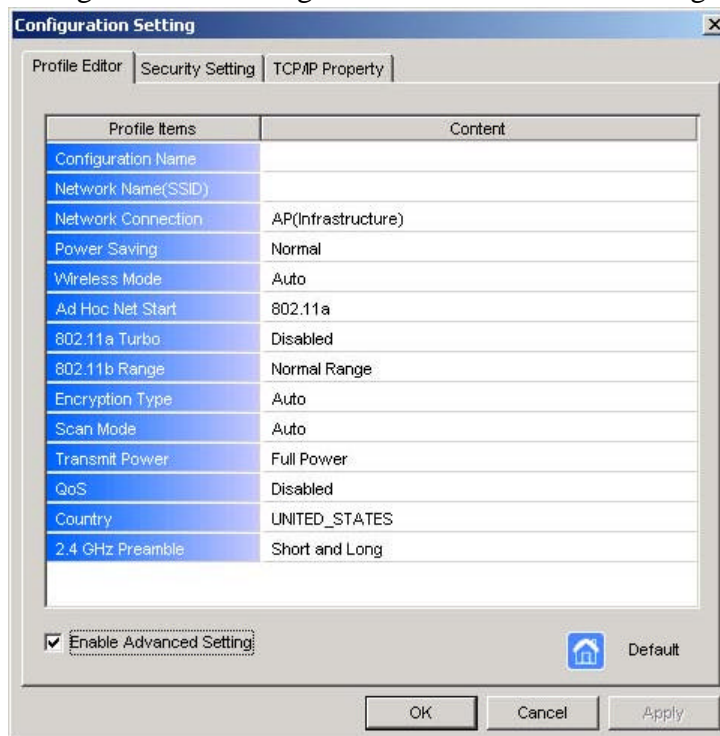 Configuration Setting
Profile Editor Security Setting TCP/IP Property
Profile Items Content
Configuration Name
Network Name(SSID)
Network Connection AP(Infrastructure)
Power Saving Normal
Wireless Mode Auto
Ad Hoc Net Start 802.11a
802.11a Turbo Disabled
802.11b Range Normal Range
Encryption Type Auto
Scan Mode Auto
Transmit Power Full Power
QoS Disabled
Country UNITED_STATES
2.4 GHz Preamble Short and Long
Enable Advanced Setting Default
OK Cancel Apply